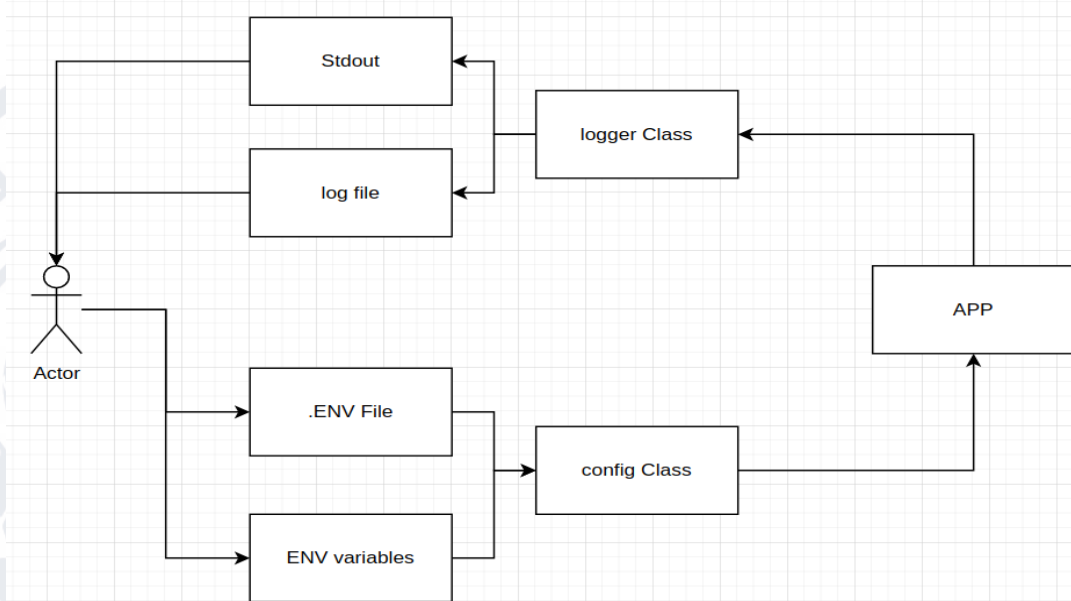 Stdout
logger Class
log file
APP
Actor
.ENV File
config Class
ENV variables